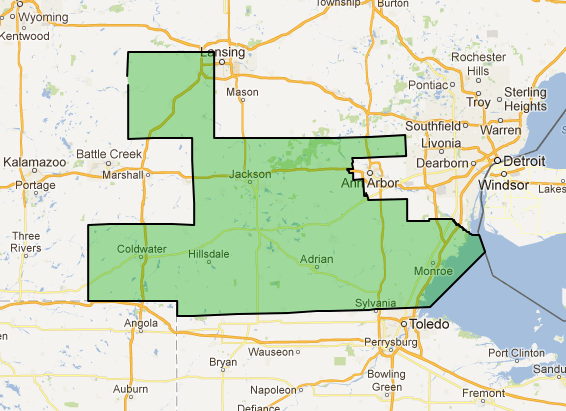 Township
Burton
Wyoming
Kentwood
Lansing
Mason
Rochester
Hills
Pontiac
Sterling
Heights
Troy
Southfield
Warren
Livonia
Kalamazoo
Battle Creek
Marshall
Jackson
Ann Arbor
Dearborn
Detroit
Portage
Windsor
Lakes
Three
Rivers
Coldwater
Hillsdale
Adrian
Monroe
Angola
Sylvania
Toledo
Perrysburg
Wauseon
Port Clinton
Bryan
Bowling
Green
Sandu
Auburn
Napoleon
Fremont
Defiance
en